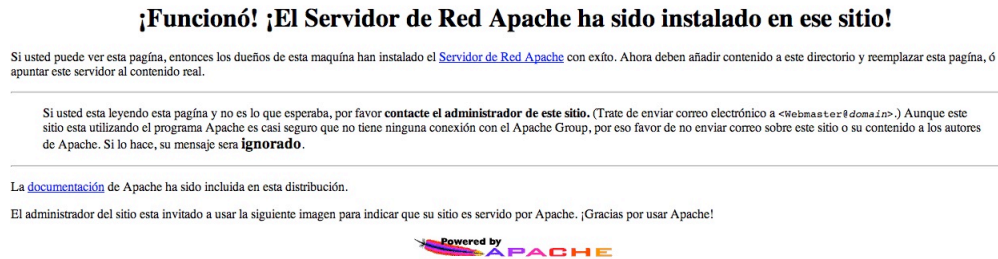 ¡Funcionó! ¡El Servidor de Red Apache ha sido instalado en ese sitio!
Si usted puede ver esta pagína, entonces los dueños de esta maquína han instalado el Servidor de Red Apache con exíto. Ahora deben añadir contenido a este directorio y reemplazar esta pagína, ó
apuntar este servidor al contenido real.
Si usted esta leyendo esta pagína y no es lo que esperaba, por favor contacte el administrador de este sitio. (Trate de enviar correo electrónico a <Webmaster@domain>.) Aunque este
sitio esta utilizando el programa Apache es casi seguro que no tiene ninguna conexión con el Apache Group, por eso favor de no enviar correo sobre este sitio o su contenido a los autores
de Apache. Si lo hace, su mensaje sera ignorado.
La documentación de Apache ha sido incluida en esta distribución.
El administrador del sitio esta invitado a usar la siguiente imagen para indicar que su sitio es servido por Apache. ¡Gracias por usar Apache!
Powered by
APACHE